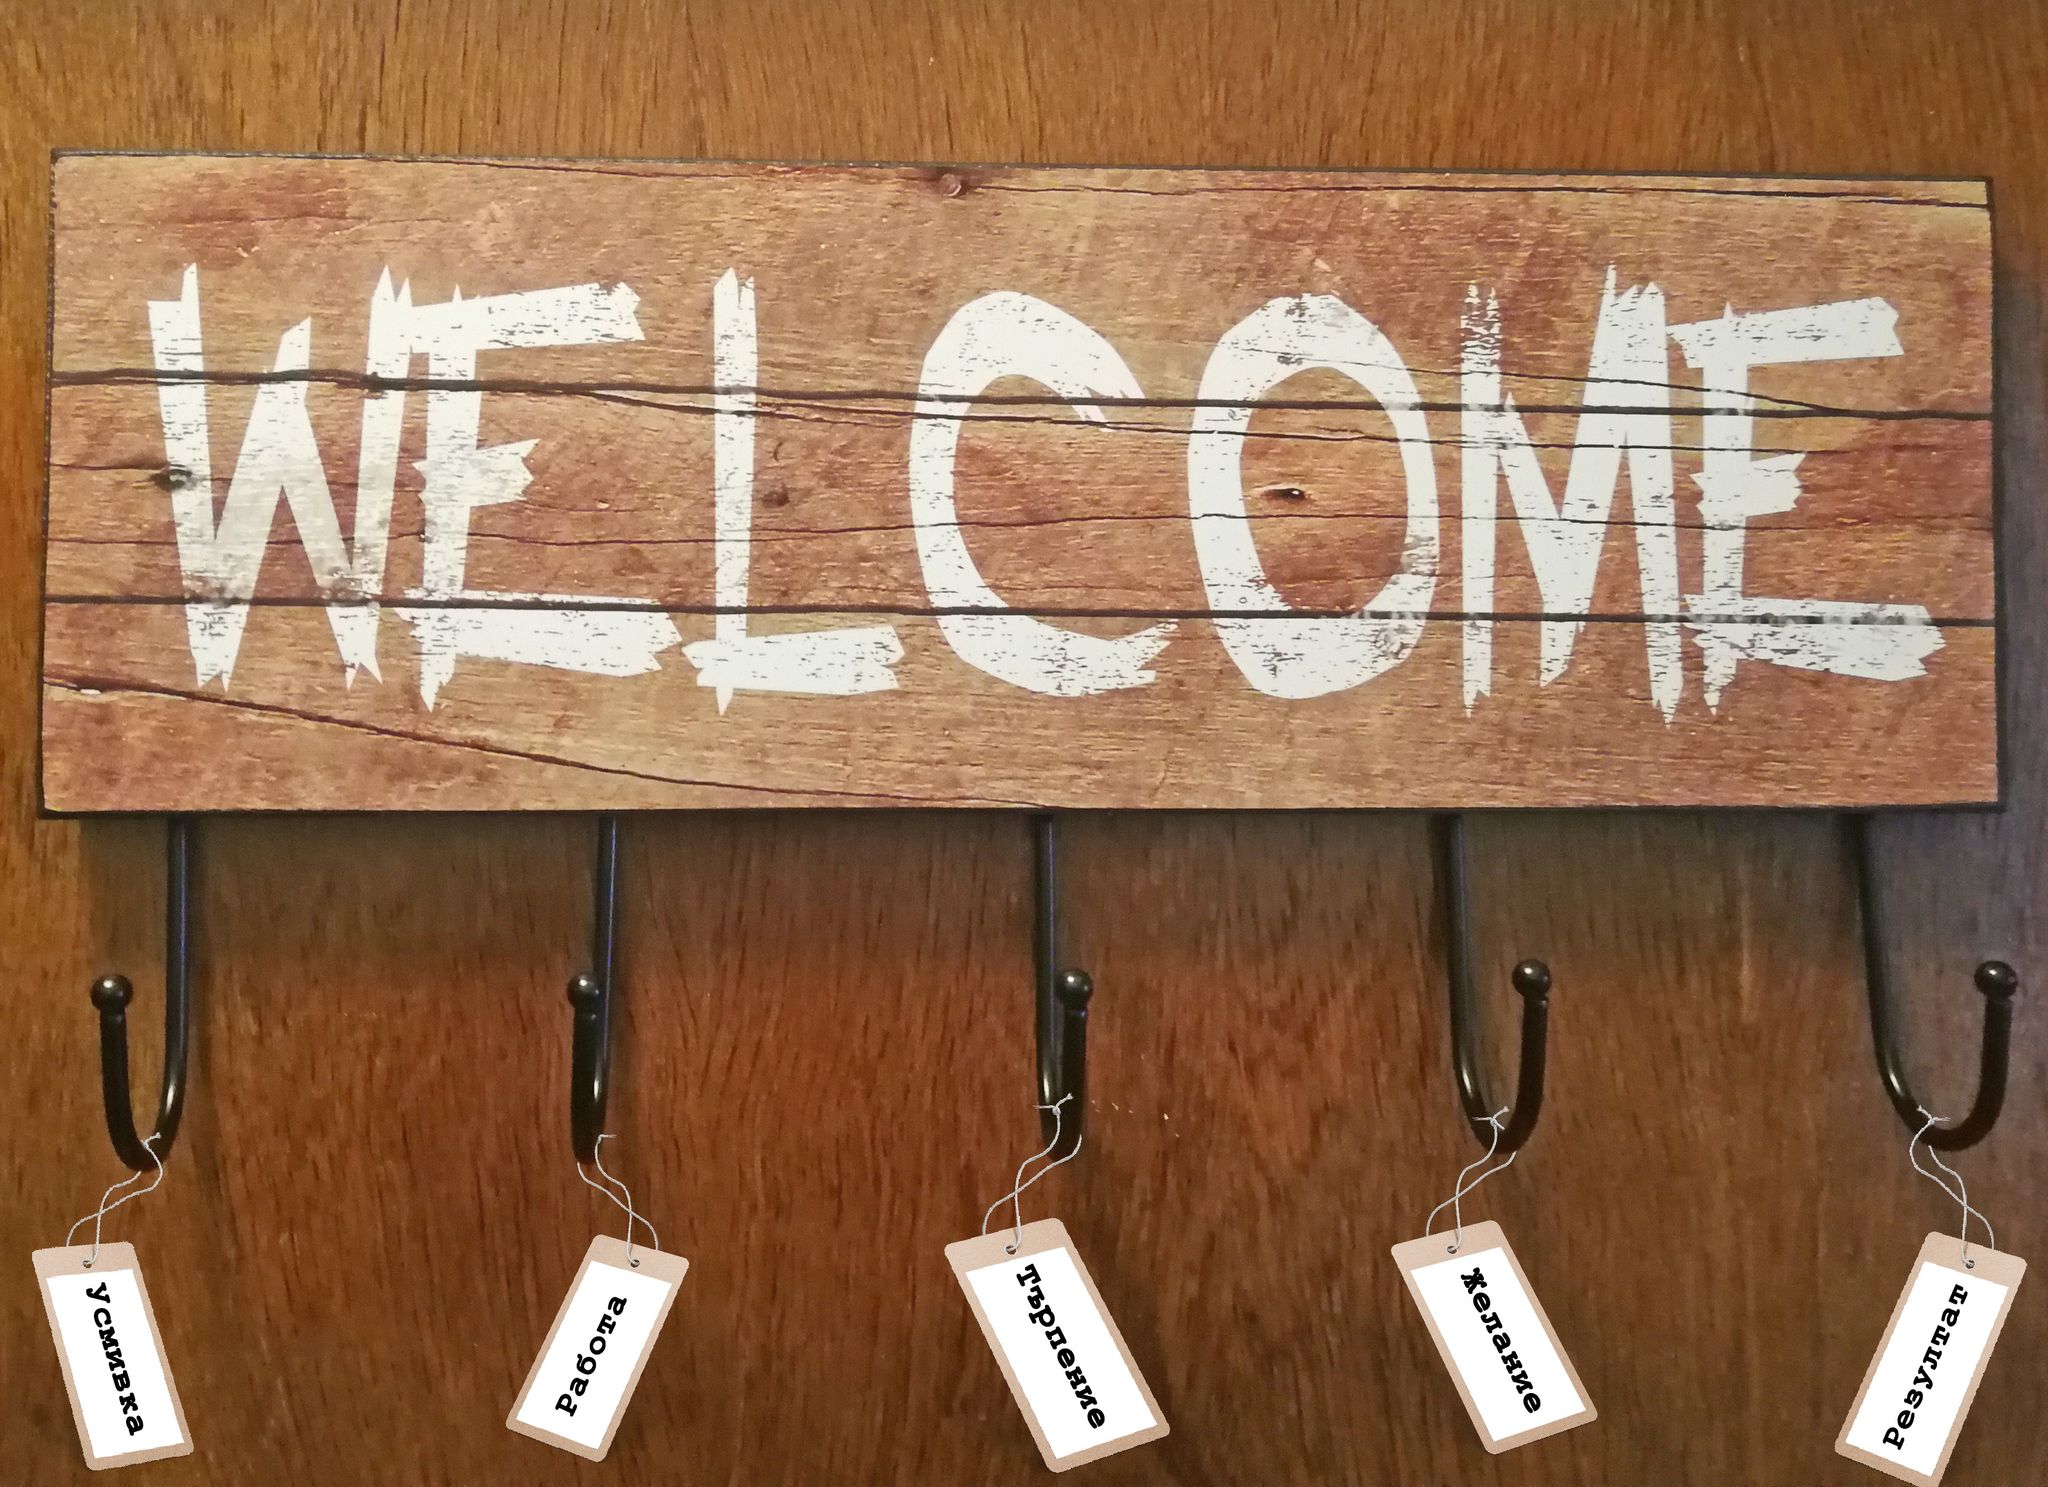 WELCOME
усмивка
Работа
Търпение
Желание
Резултат